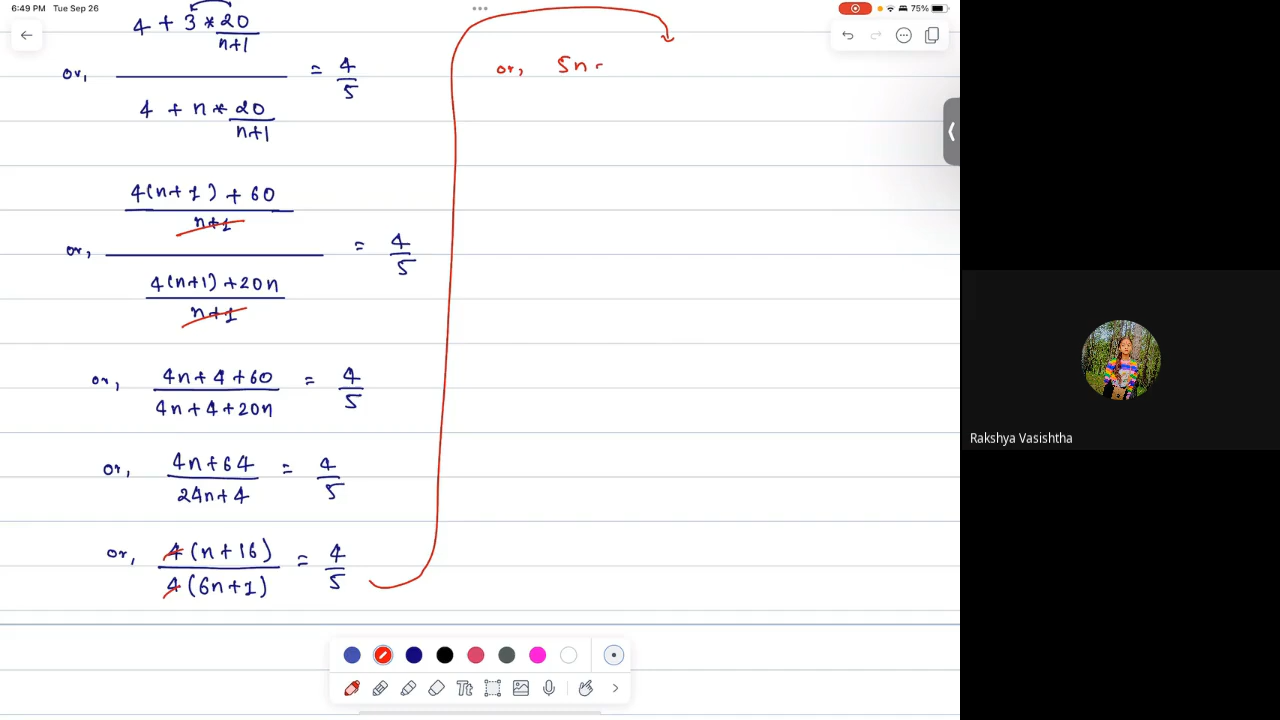 6:49 PM Tue Sep 26
75%
or, (4 + 3 * 20/(n+1)) / (4 + n * 20/(n+1)) = 4/5
or, ((4(n+1) + 60)/(n+1)) / ((4(n+1) + 20n)/(n+1)) = 4/5
or, (4n + 4 + 60)/(4n + 4 + 20n) = 4/5
or, (4n + 64)/(24n + 4) = 4/5
or, 4(n + 16)/4(6n + 1) = 4/5
or, 5n
Tt
Rakshya Vasishtha